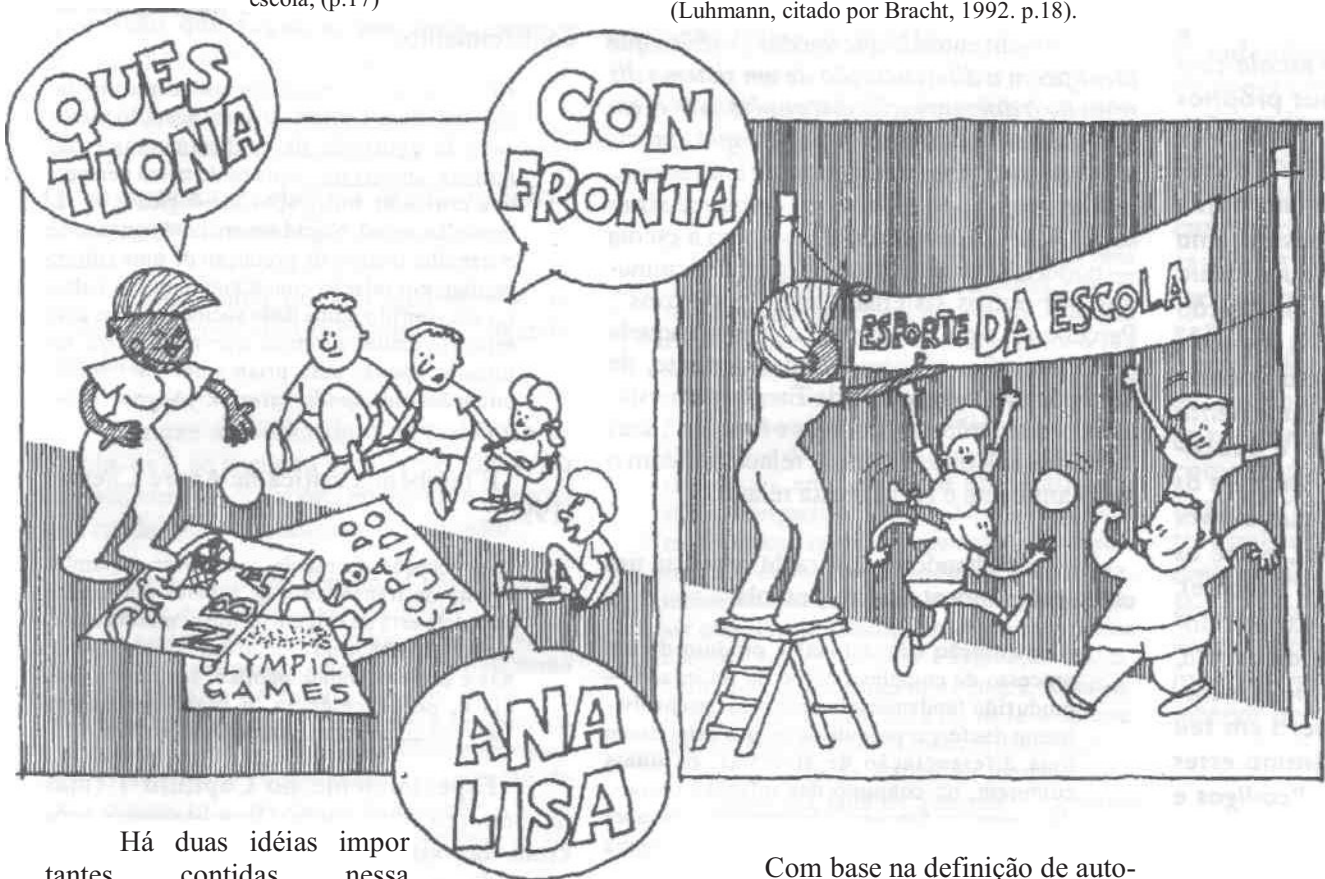 escola, (p.17)
(Luhmann, citado por Bracht, 1992. p.18).
QUES
TIONA
CON
FRONTA
ESPORTE DA ESCOLA
NBA
COPA DO
MUNDO
OLYMPIC
GAMES
ANA
LISA
Há duas idéias impor
tantes contidas nessa
Com base na definição de auto-